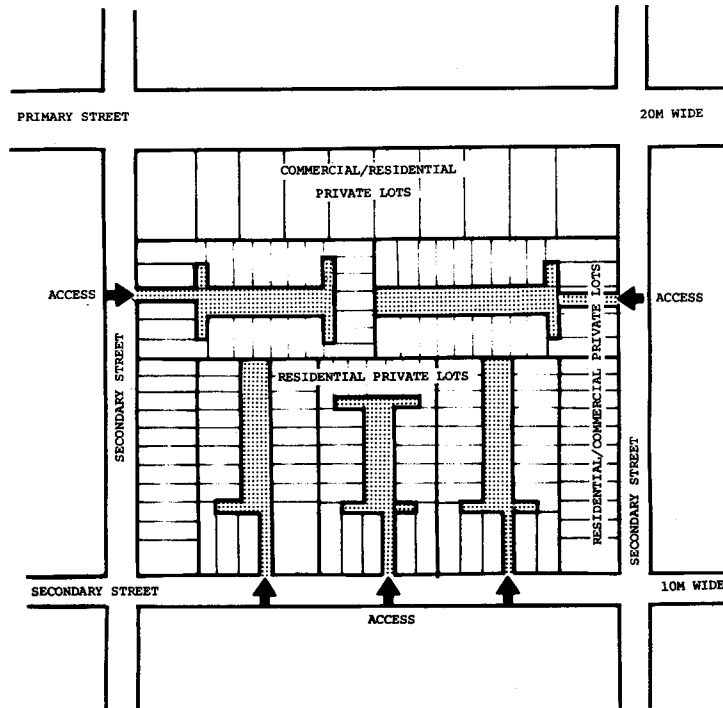 PRIMARY STREET
20M WIDE
COMMERCIAL/RESIDENTIAL
PRIVATE LOTS
ACCESS
ACCESS
SECONDARY STREET
RESIDENTIAL PRIVATE LOTS
RESIDENTIAL/COMMERCIAL PRIVATE LOTS
SECONDARY STREET
SECONDARY STREET
10M WIDE
ACCESS